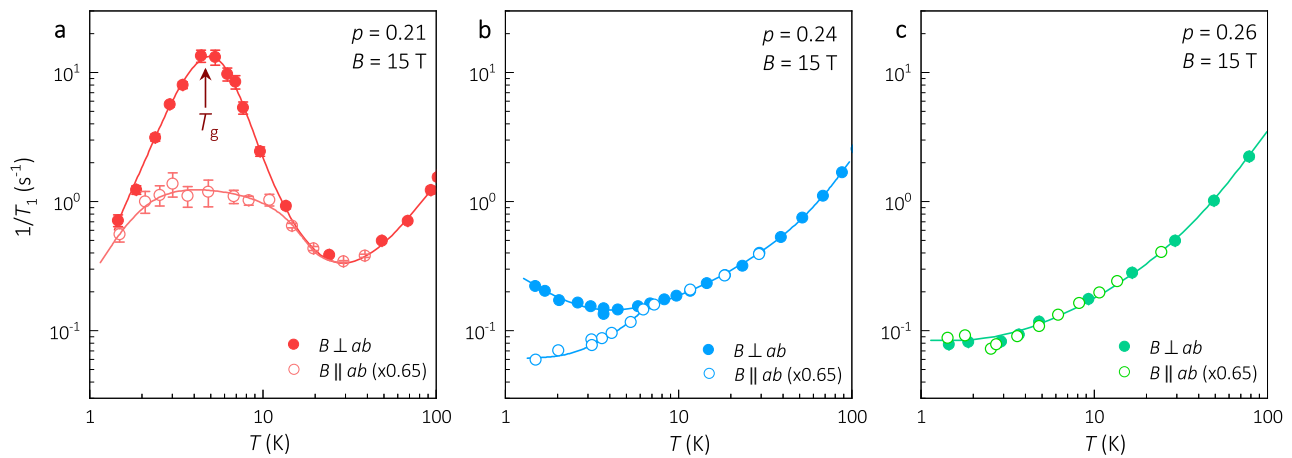 a
p = 0.21
B = 15 T
T_g
B ⊥ ab
B ∥ ab (x0.65)
10^1
10^0
10^-1
1/T_1 (s^-1)
1 10 100
T (K)
b
p = 0.24
B = 15 T
B ⊥ ab
B ∥ ab (x0.65)
10^1
10^0
10^-1
1 10 100
T (K)
c
p = 0.26
B = 15 T
B ⊥ ab
B ∥ ab (x0.65)
10^1
10^0
10^-1
1 10 100
T (K)